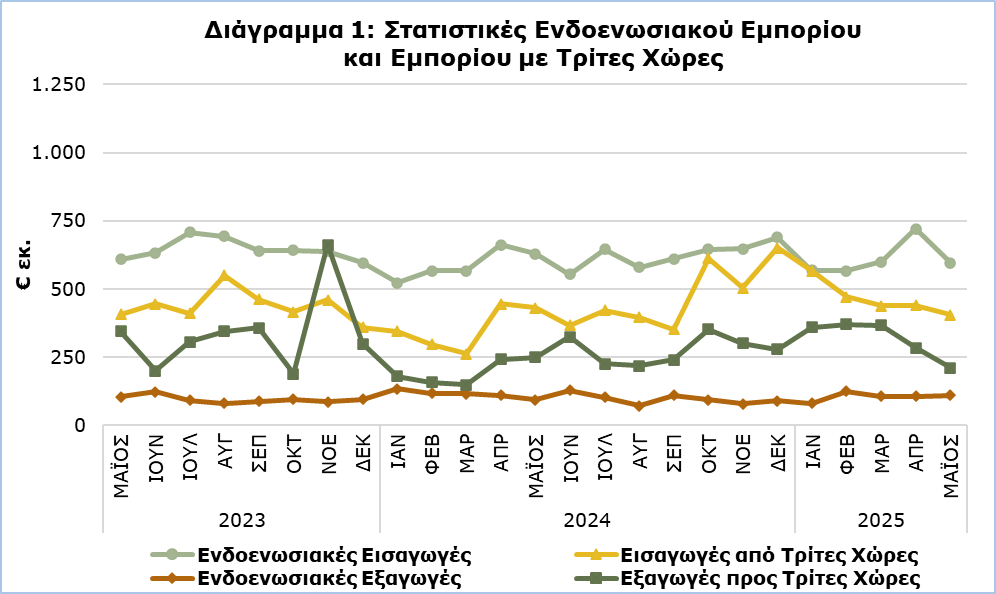 Διάγραμμα 1: Στατιστικές Ενδοενωσιακού Εμπορίου
και Εμπορίου με Τρίτες Χώρες
1.250
1.000
750
500
250
0
€ εκ.
ΜΑΪΟΣ ΙΟΥΝ ΙΟΥΛ ΑΥΓ ΣΕΠ ΟΚΤ ΝΟΕ ΔΕΚ ΙΑΝ ΦΕΒ ΜΑΡ ΑΠΡ ΜΑΪΟΣ ΙΟΥΝ ΙΟΥΛ ΑΥΓ ΣΕΠ ΟΚΤ ΝΟΕ ΔΕΚ ΙΑΝ ΦΕΒ ΜΑΡ ΑΠΡ ΜΑΪΟΣ
2023 2024 2025
Ενδοενωσιακές Εισαγωγές Εισαγωγές από Τρίτες Χώρες
Ενδοενωσιακές Εξαγωγές Εξαγωγές προς Τρίτες Χώρες